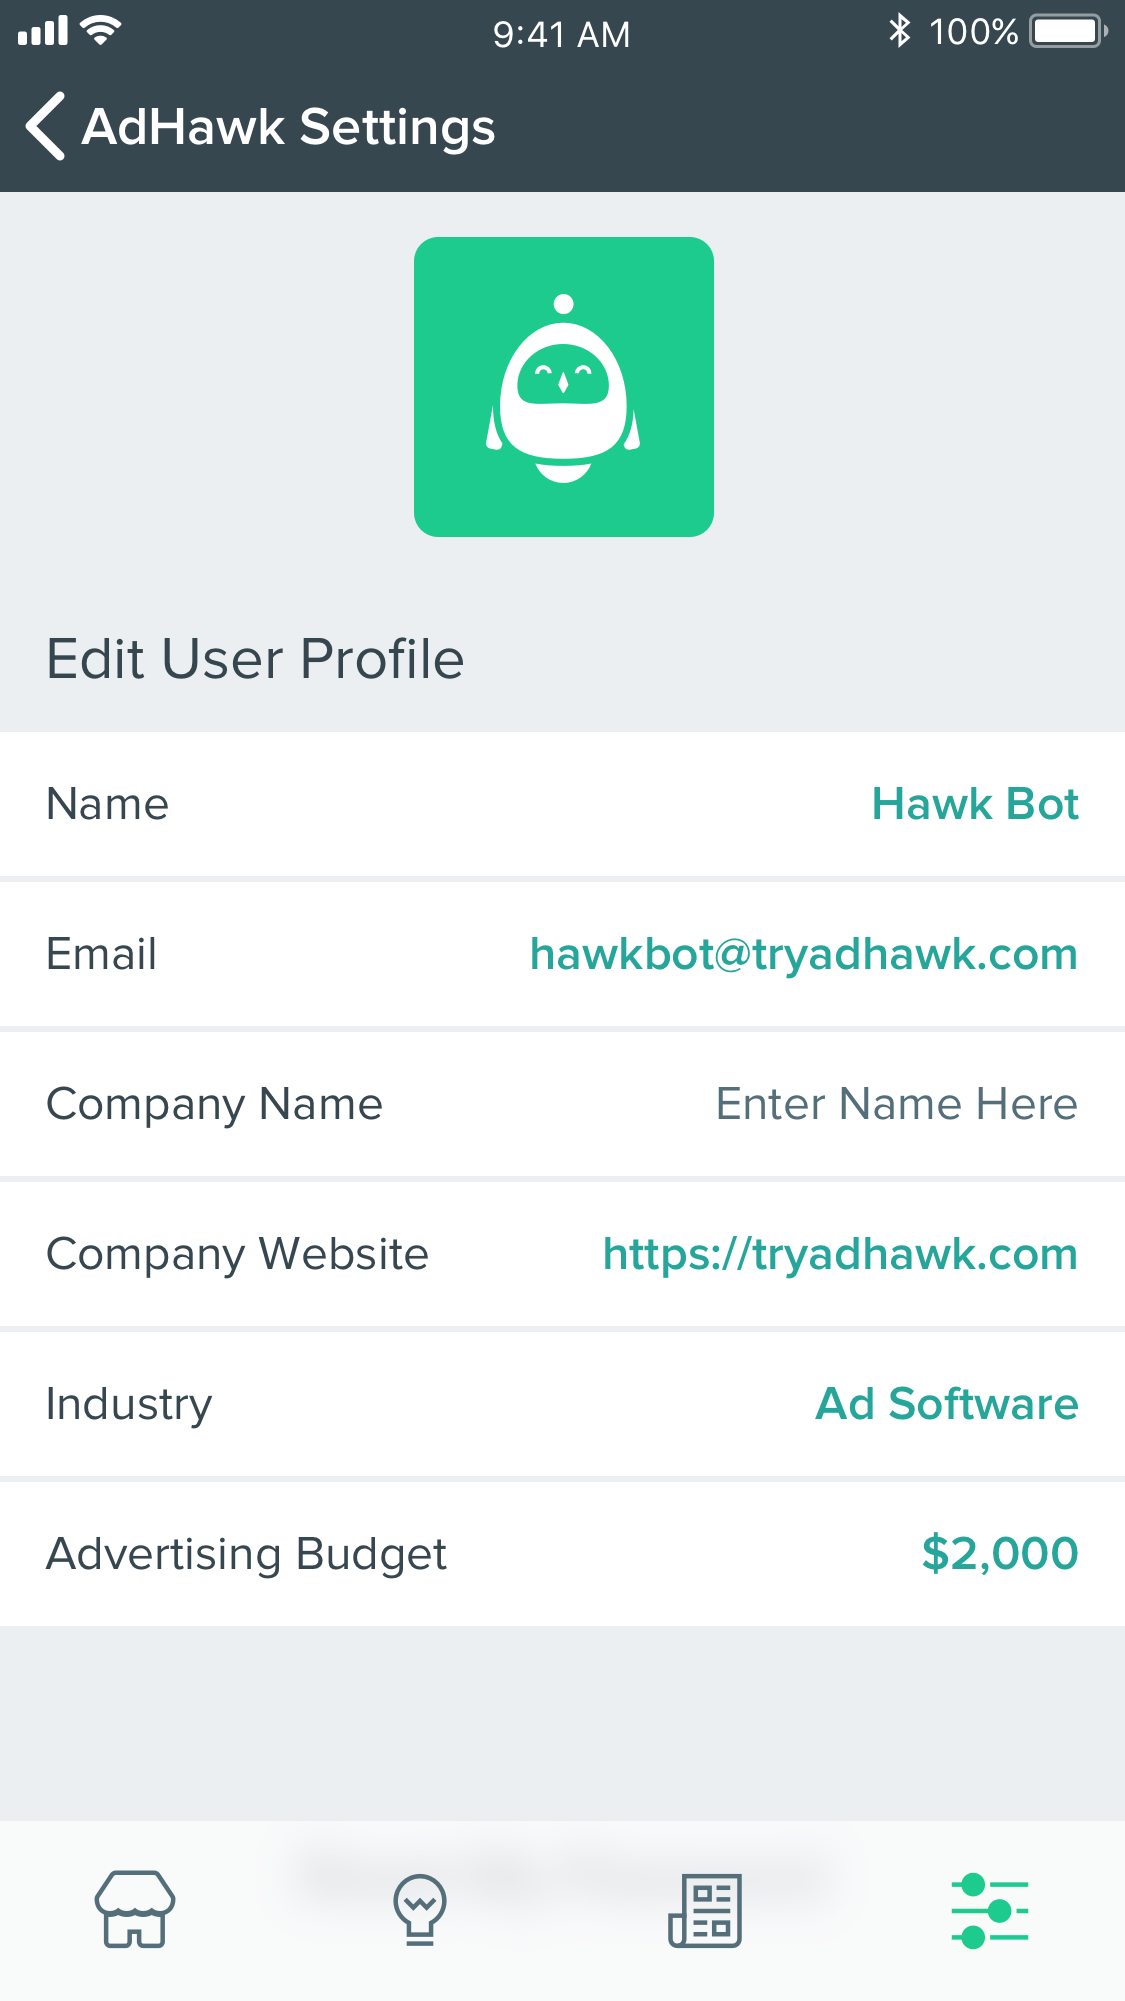 9:41 AM
100%
AdHawk Settings
Edit User Profile
Name
Hawk Bot
Email
hawkbot@tryadhawk.com
Company Name
Enter Name Here
Company Website
https://tryadhawk.com
Industry
Ad Software
Advertising Budget
$2,000